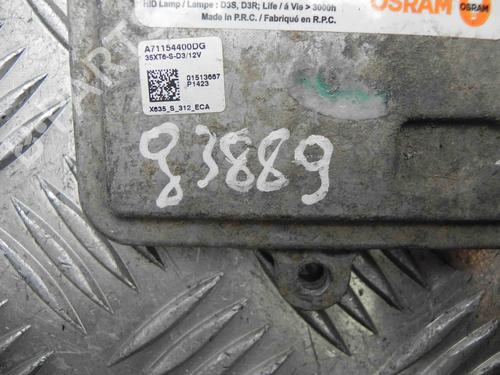 HID Lamp / Lampe : D3S, D3R; Life / á Vie > 3000h
Made in P.R.C. / Fabriqué en R.P.C.
OSRAM
OSRAM
A71154400DG
35XT6-S-D3/12V
01513667
P1423
X635_S_312_ECA
93889